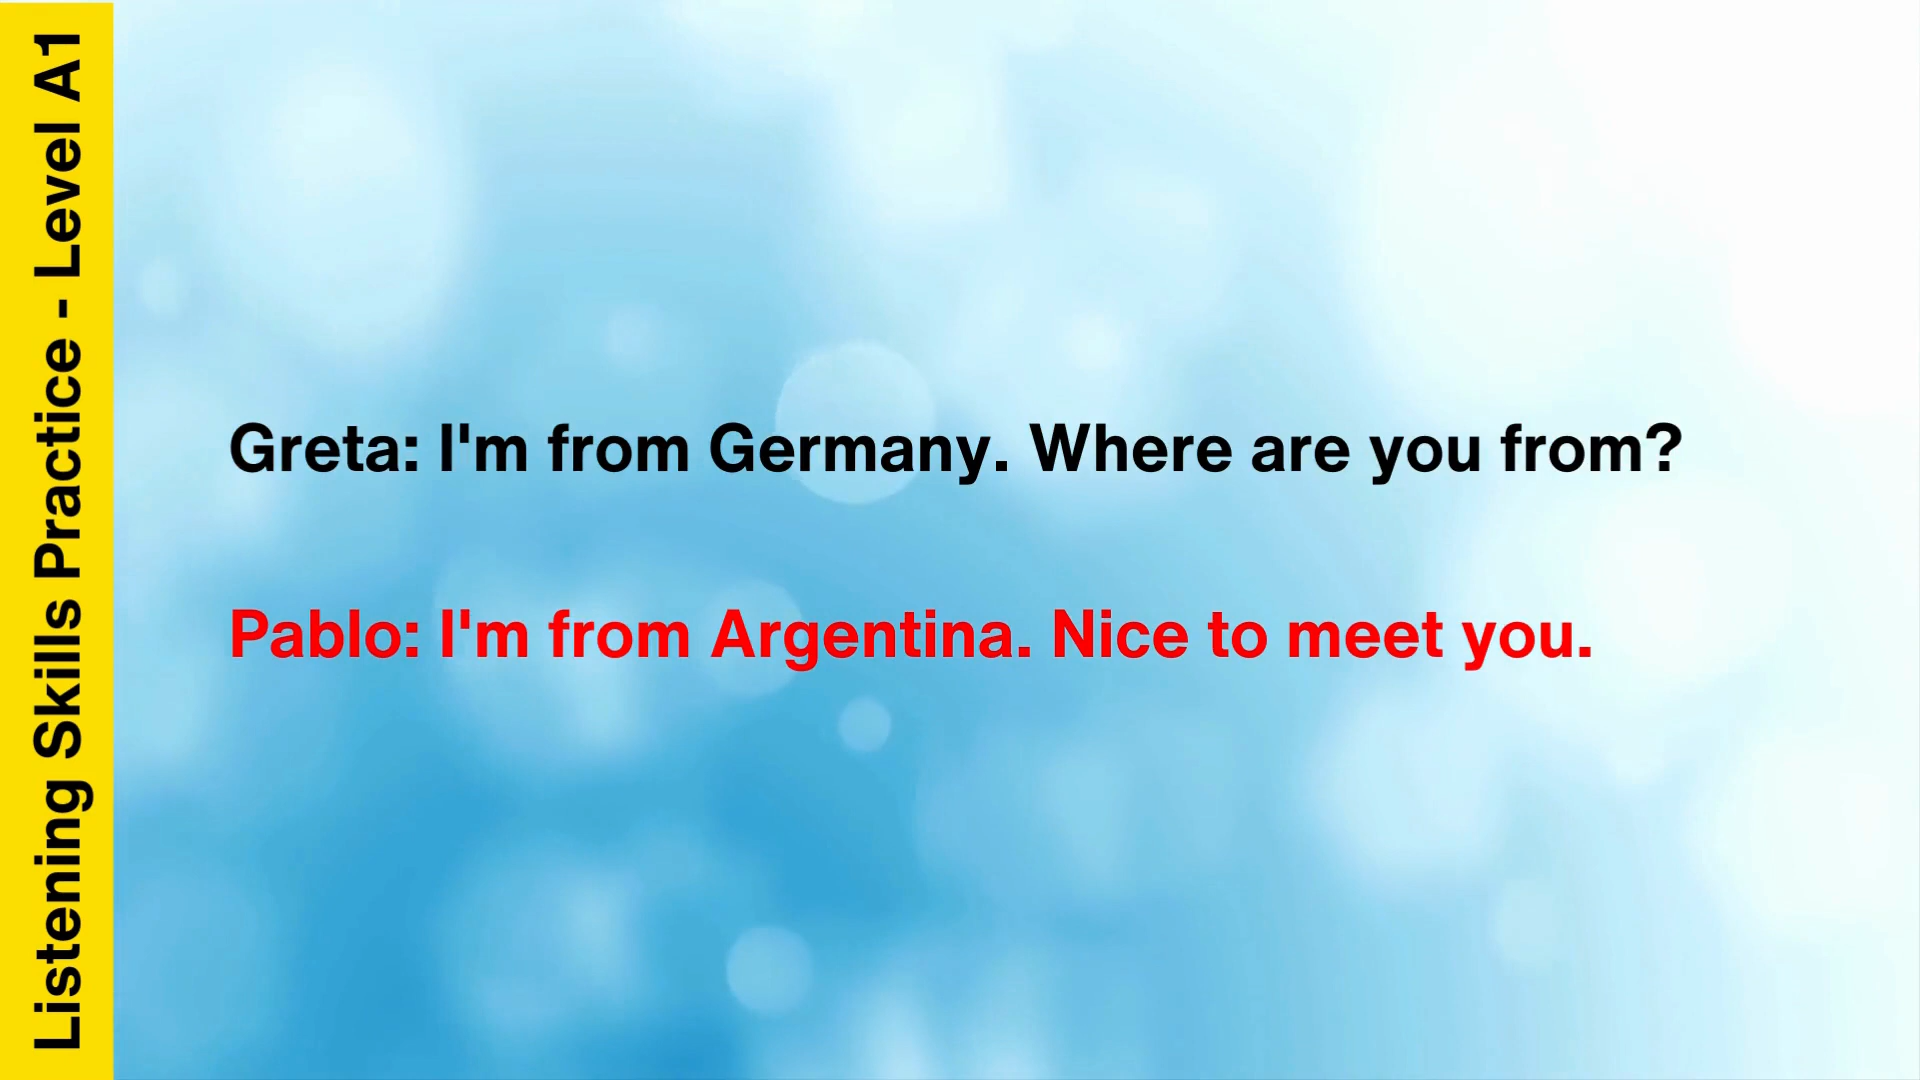 Listening Skills Practice - Level A1
Greta: I'm from Germany. Where are you from?
Pablo: I'm from Argentina. Nice to meet you.